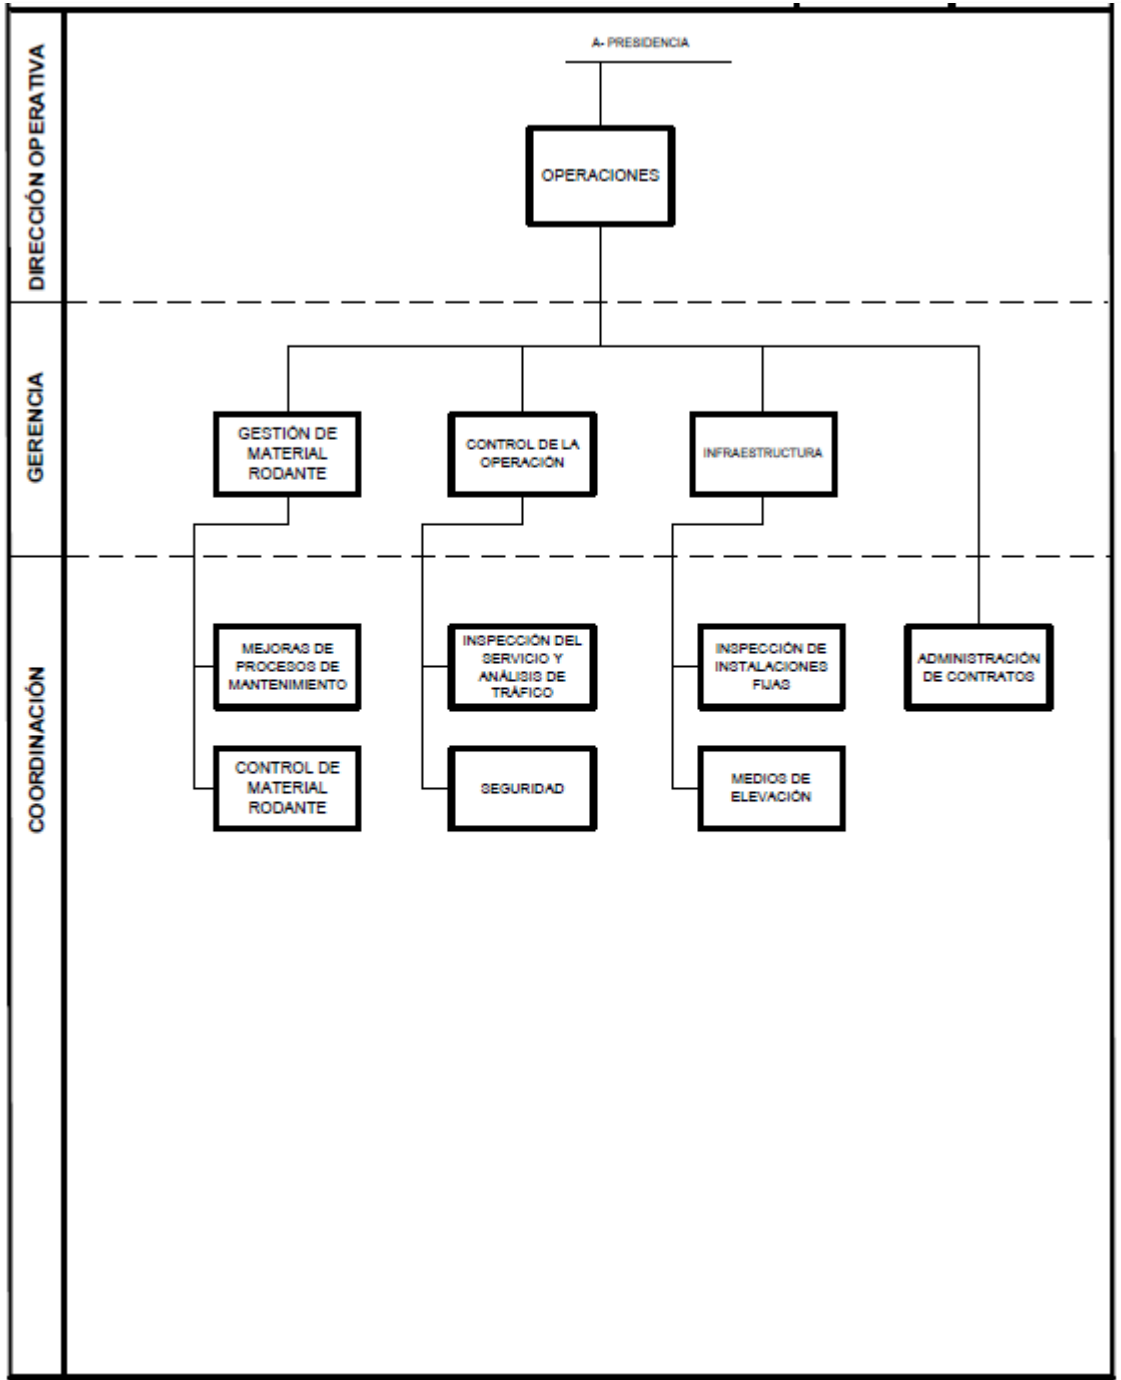 DIRECCIÓN OPERATIVA
A- PRESIDENCIA
OPERACIONES
GERENCIA
GESTIÓN DE
MATERIAL
RODANTE
CONTROL DE LA
OPERACIÓN
INFRAESTRUCTURA
COORDINACIÓN
MEJORAS DE
PROCESOS DE
MANTENIMIENTO
INSPECCIÓN DEL
SERVICIO Y
ANÁLISIS DE
TRÁFICO
INSPECCIÓN DE
INSTALACIONES
FIJAS
ADMINISTRACIÓN
DE CONTRATOS
CONTROL DE
MATERIAL
RODANTE
SEGURIDAD
MEDIOS DE
ELEVACIÓN